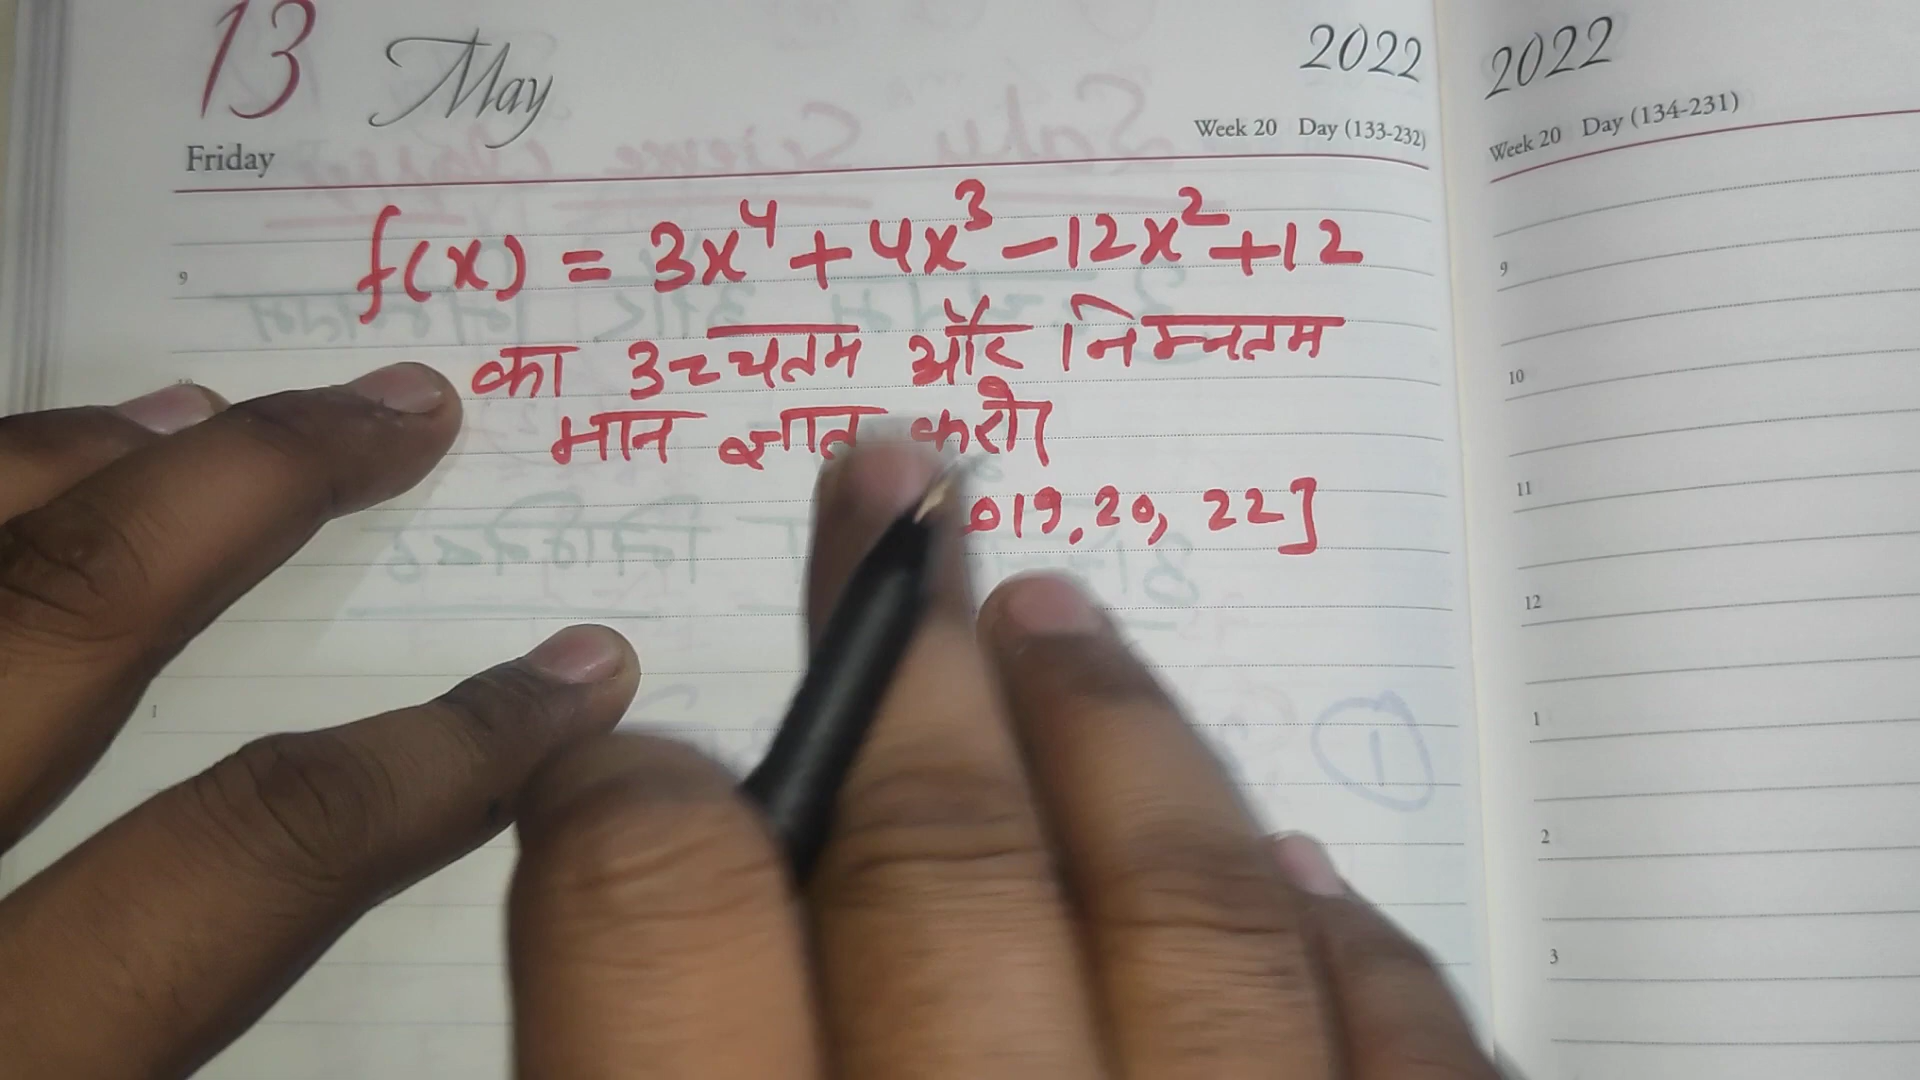 13 May 2022
Friday Week 20 Day (133-232)
f(x) = 3x⁴ + 4x³ - 12x² + 12
का उच्चतम और निम्नतम
मान ज्ञात करो।
019, 20, 22]
9
1
2022
Week 20 Day (134-231)
9
10
11
12
1
2
3